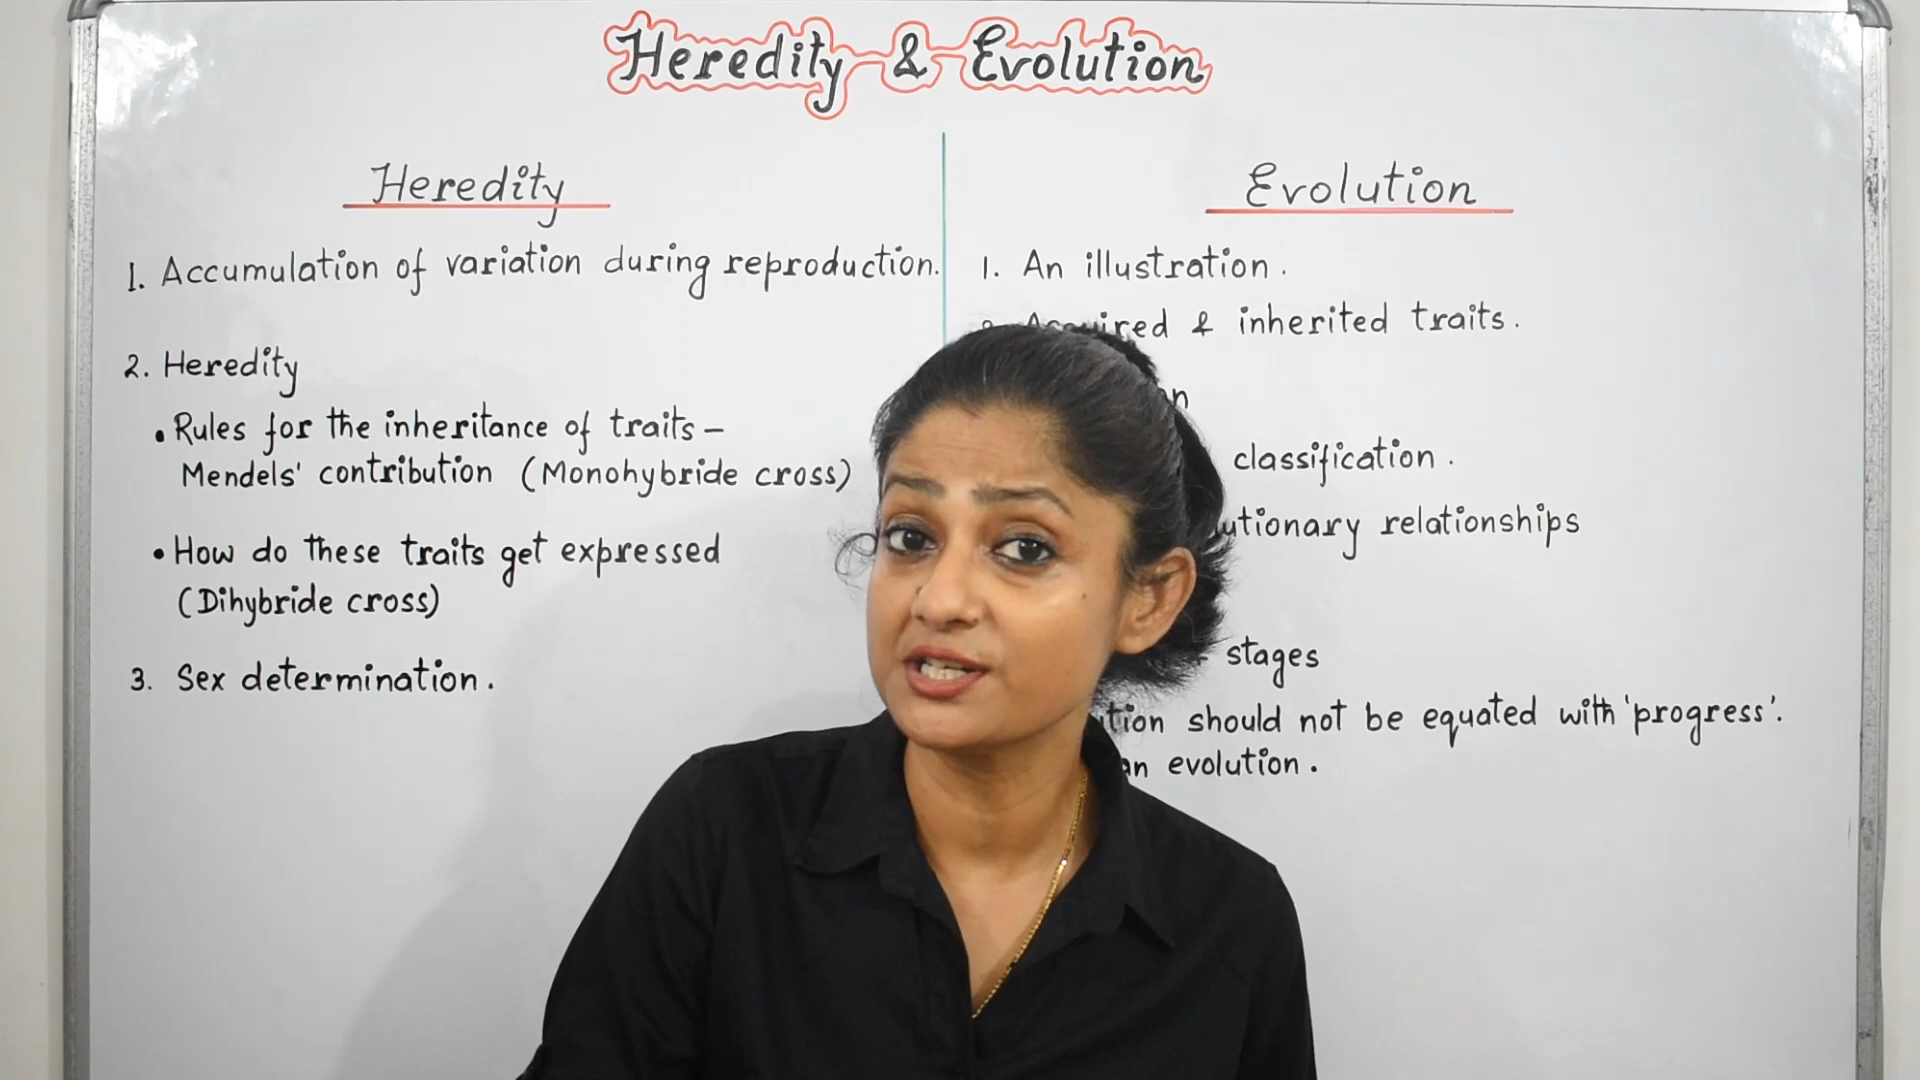 Heredity & Evolution
Heredity
1. Accumulation of variation during reproduction.
2. Heredity
• Rules for the inheritance of traits –
Mendels' contribution (Monohybride cross)
• How do these traits get expressed
(Dihybride cross)
3. Sex determination.
Evolution
1. An illustration.
& inherited traits.
classification.
relationships
stages
should not be equated with 'progress'.
evolution.